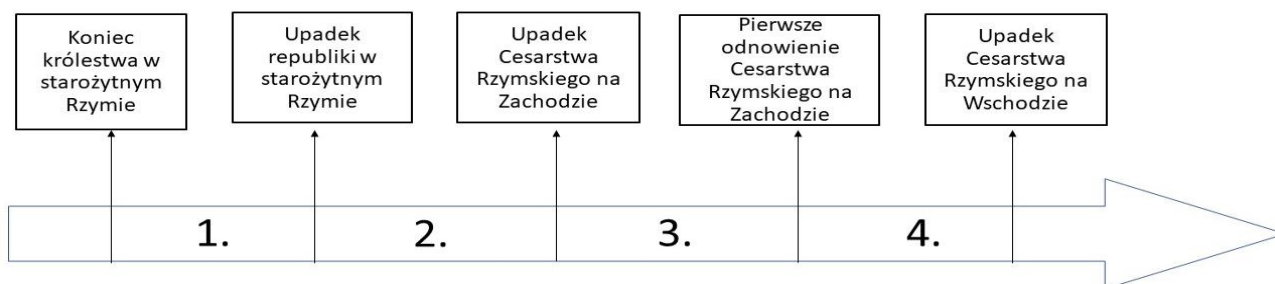 Koniec
królestwa w
starożytnym
Rzymie
Upadek
republiki w
starożytnym
Rzymie
Upadek
Cesarstwa
Rzymskiego na
Zachodzie
Pierwsze
odnowienie
Cesarstwa
Rzymskiego na
Zachodzie
Upadek
Cesarstwa
Rzymskiego na
Wschodzie
1.
2.
3.
4.